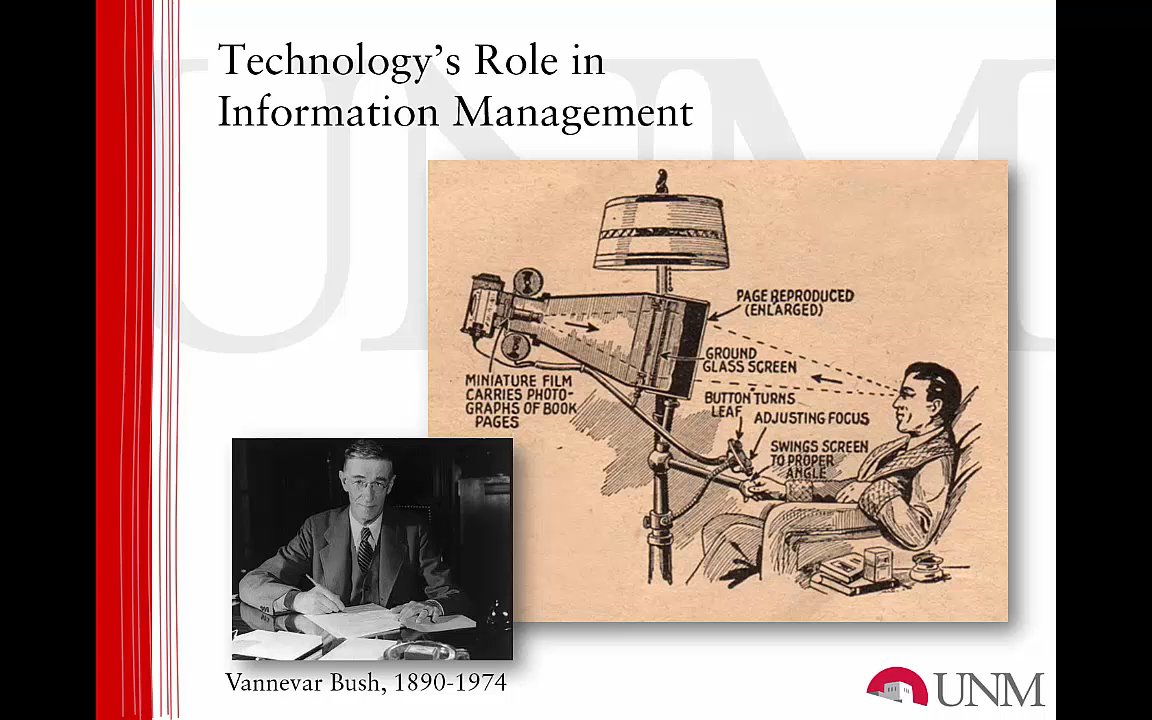 Technology's Role in
Information Management
PAGE REPRODUCED
(ENLARGED)
GROUND
GLASS SCREEN
MINIATURE FILM
CARRIES PHOTO-
GRAPHS OF BOOK
PAGES
BUTTON TURNS
LEAF
ADJUSTING FOCUS
SWINGS SCREEN
TO PROPER
ANGLE
Vannevar Bush, 1890-1974
UNM
UNM